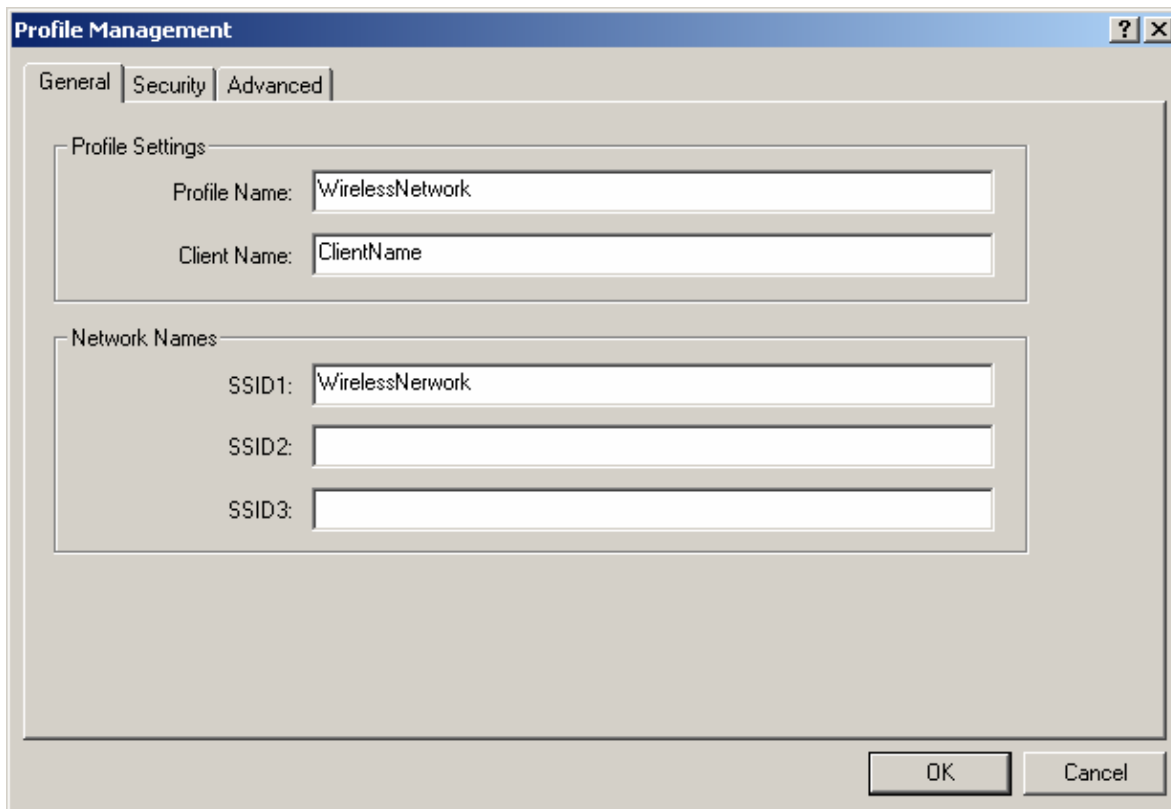 Profile Management
General Security Advanced
Profile Settings
Profile Name: WirelessNetwork
Client Name: ClientName
Network Names
SSID1: WirelessNerwork
SSID2:
SSID3:
OK Cancel